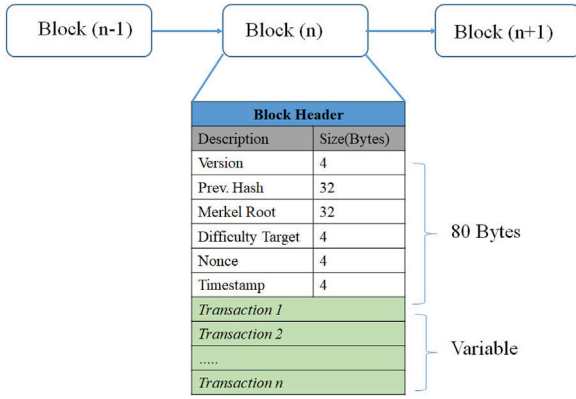 Block (n-1)
Block (n)
Block (n+1)
Block Header
Description Size(Bytes)
Version 4
Prev. Hash 32
Merkel Root 32
Difficulty Target 4
Nonce 4
Timestamp 4
80 Bytes
Transaction 1
Transaction 2
.....
Transaction n
Variable